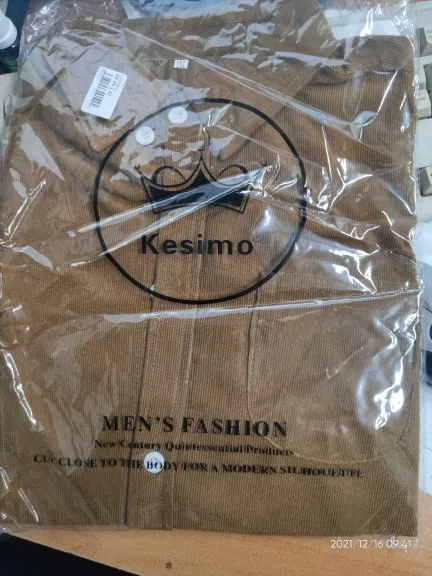 Kesimo
MEN'S FASHION
New Century Quintessential Products
CUT CLOSE TO THE BODY FOR A MODERN SILHOUETTE
2021/12/16 09:41